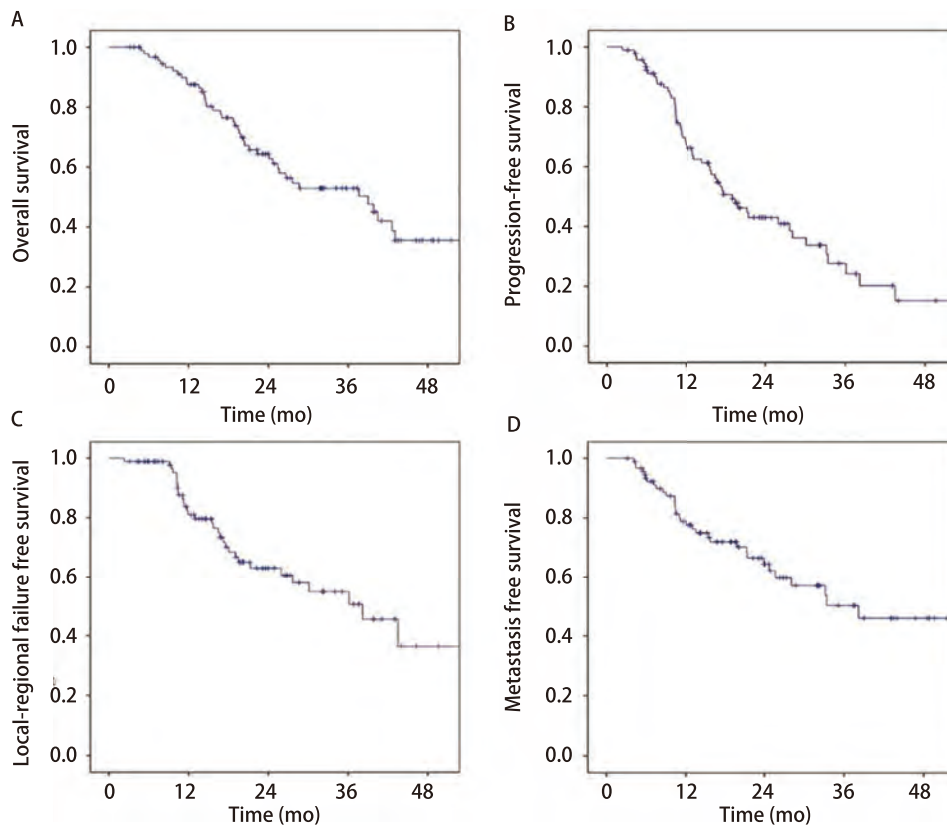 A
Overall survival
1.0
0.8
0.6
0.4
0.2
0.0
0 12 24 36 48
Time (mo)
B
Progression-free survival
1.0
0.8
0.6
0.4
0.2
0.0
0 12 24 36 48
Time (mo)
C
Local-regional failure free survival
1.0
0.8
0.6
0.4
0.2
0.0
0 12 24 36 48
Time (mo)
D
Metastasis free survival
1.0
0.8
0.6
0.4
0.2
0.0
0 12 24 36 48
Time (mo)